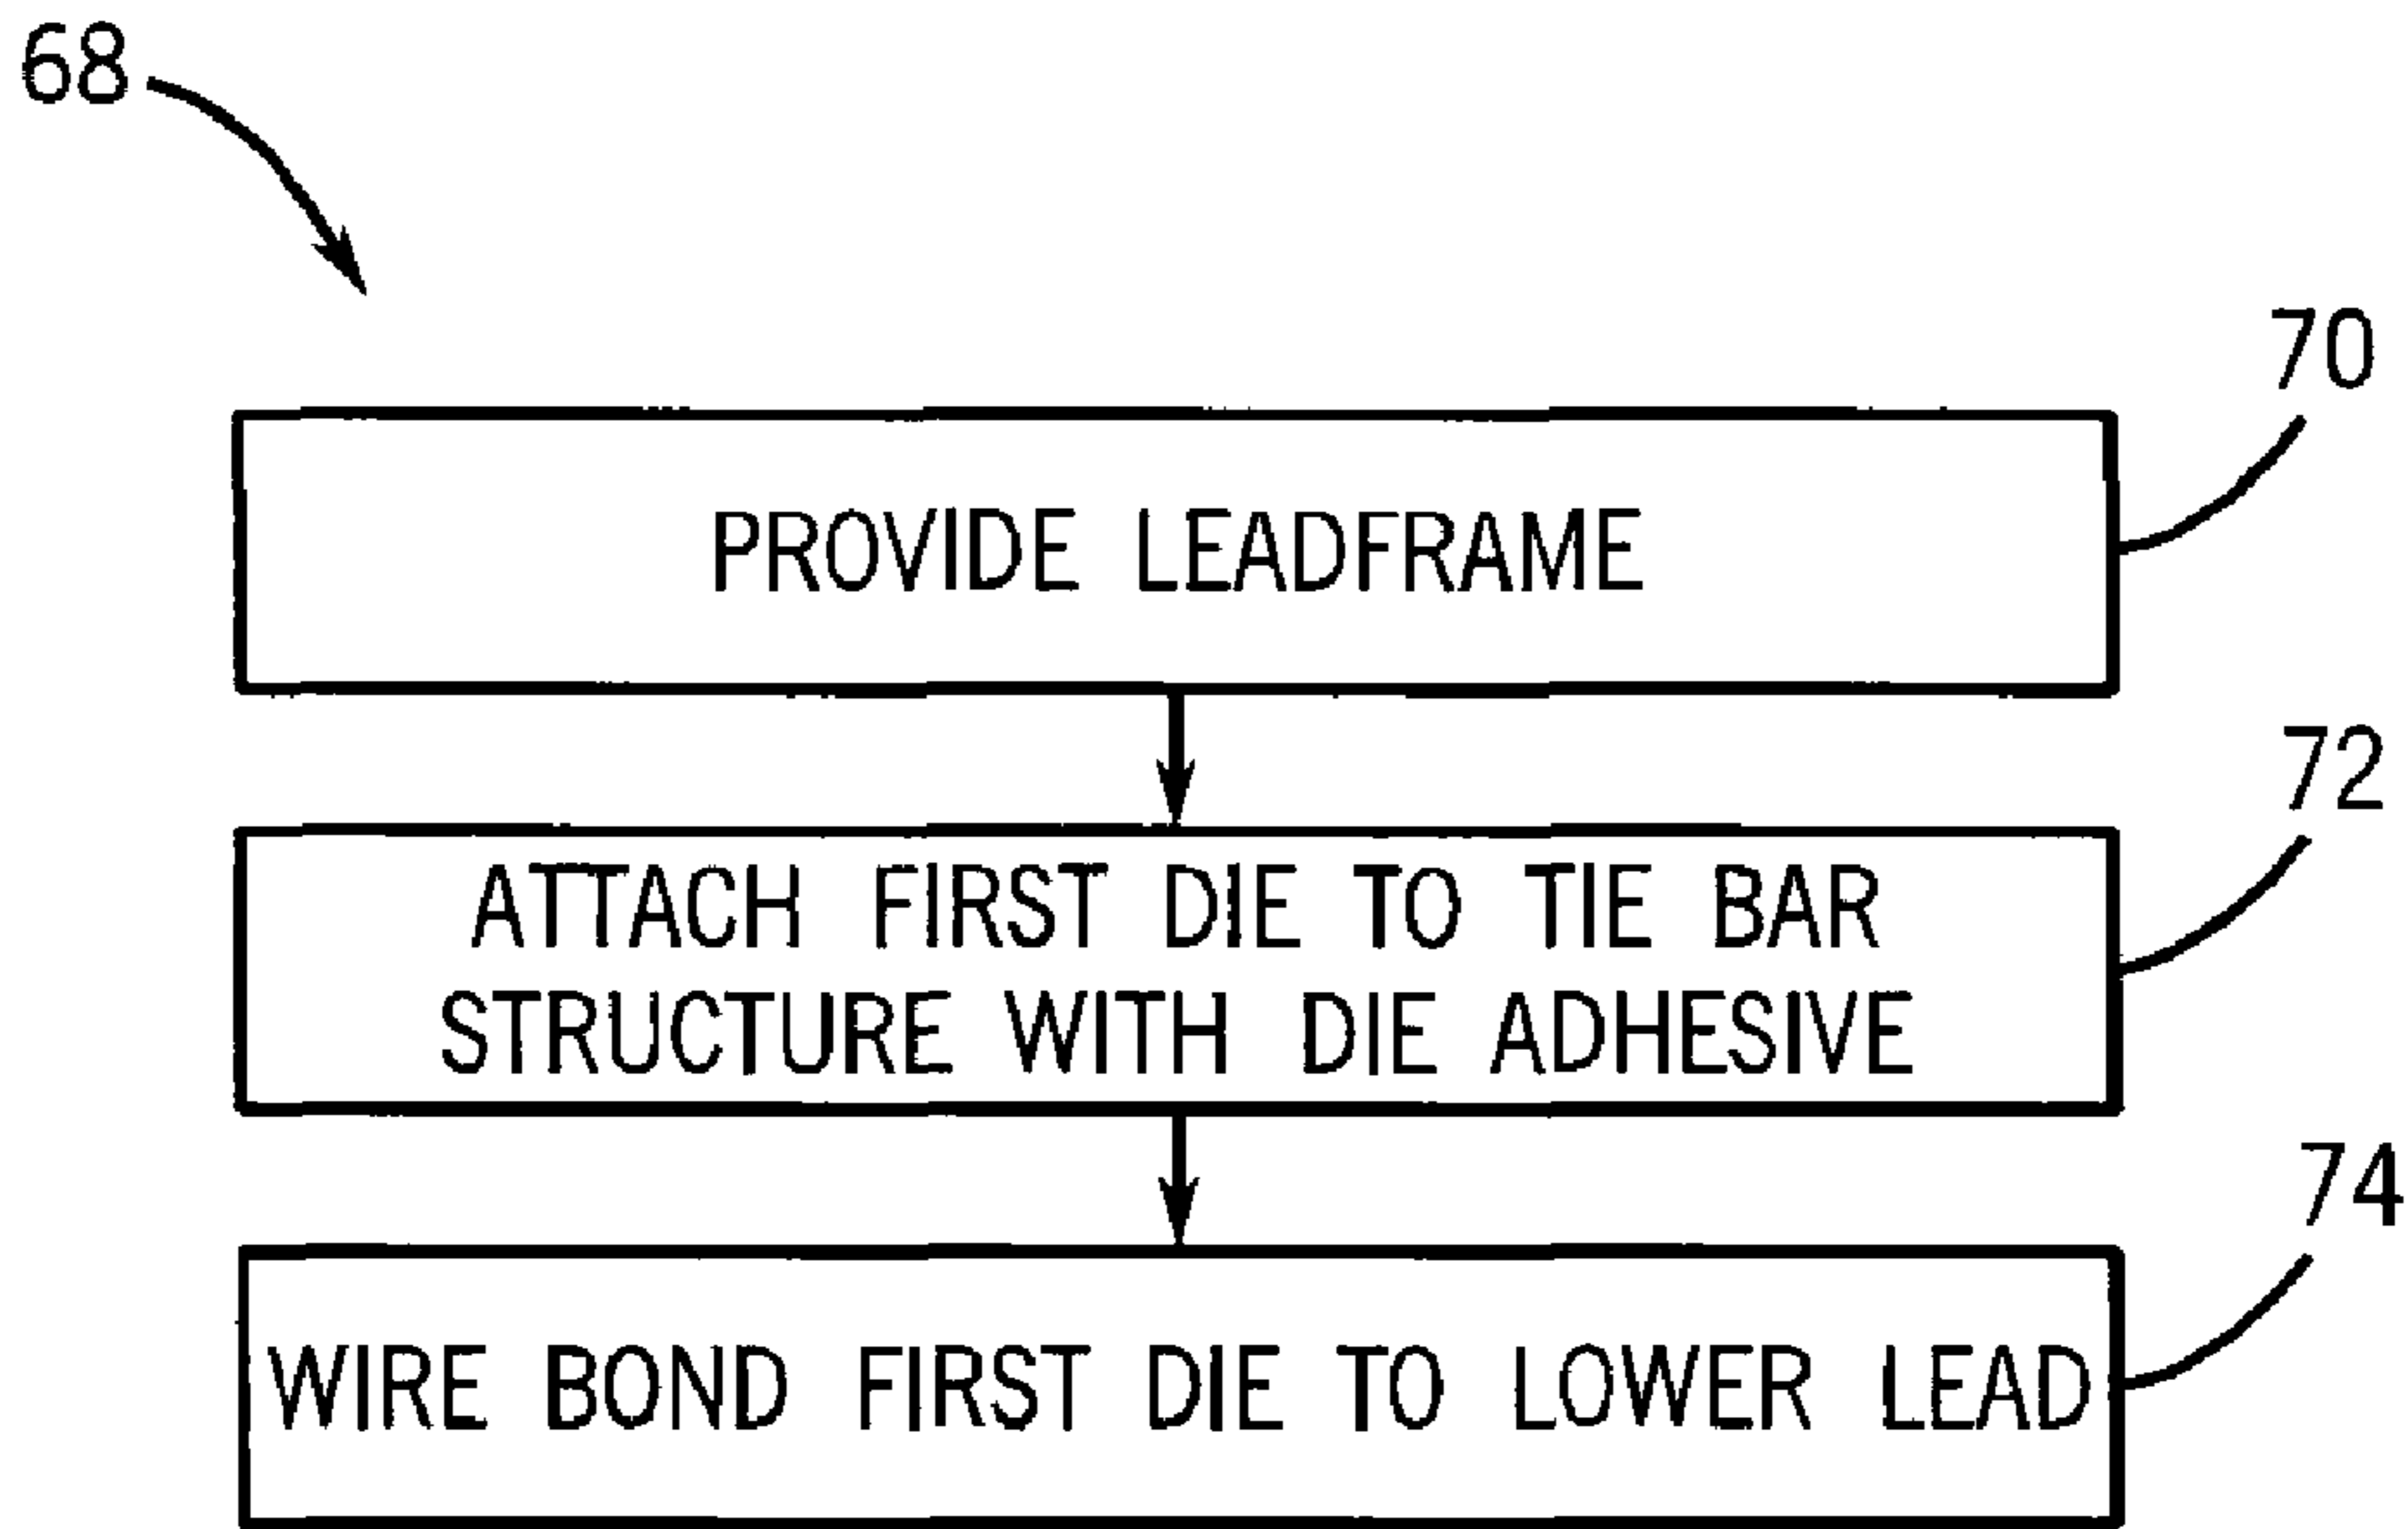 68
70
PROVIDE LEADFRAME
72
ATTACH FIRST DIE TO TIE BAR
STRUCTURE WITH DIE ADHESIVE
74
WIRE BOND FIRST DIE TO LOWER LEAD